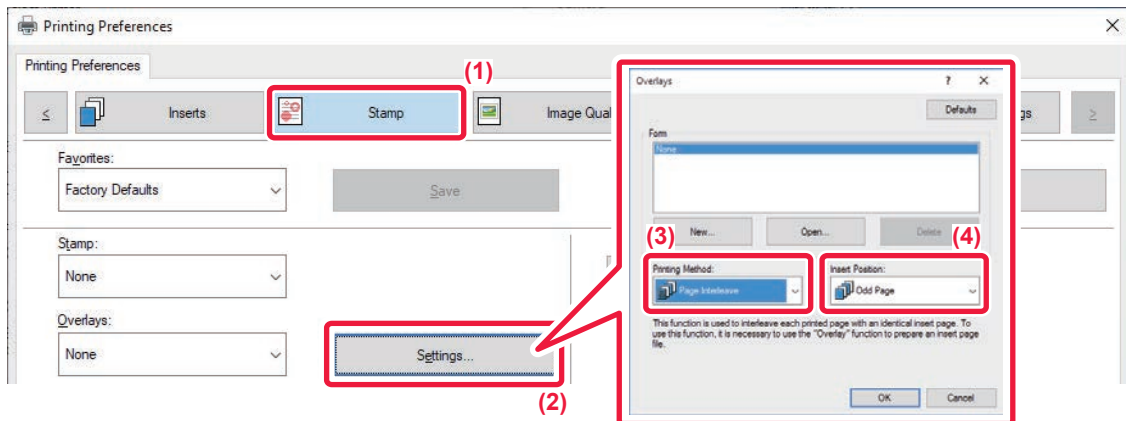 Printing Preferences
Printing Preferences
(1)
≤
Inserts
Stamp
Image Qual
gs
≥
Favorites:
Factory Defaults
Save
Stamp:
None
Overlays:
None
Settings...
(2)
Overlays
?
Defaults
Form
None
New...
Open...
Delete
(3)
(4)
Printing Method:
Page Interleave
Insert Position:
Odd Page
This function is used to interleave each printed page with an identical insert page. To
use this function, it is necessary to use the "Overlay" function to prepare an insert page
file.
OK
Cancel